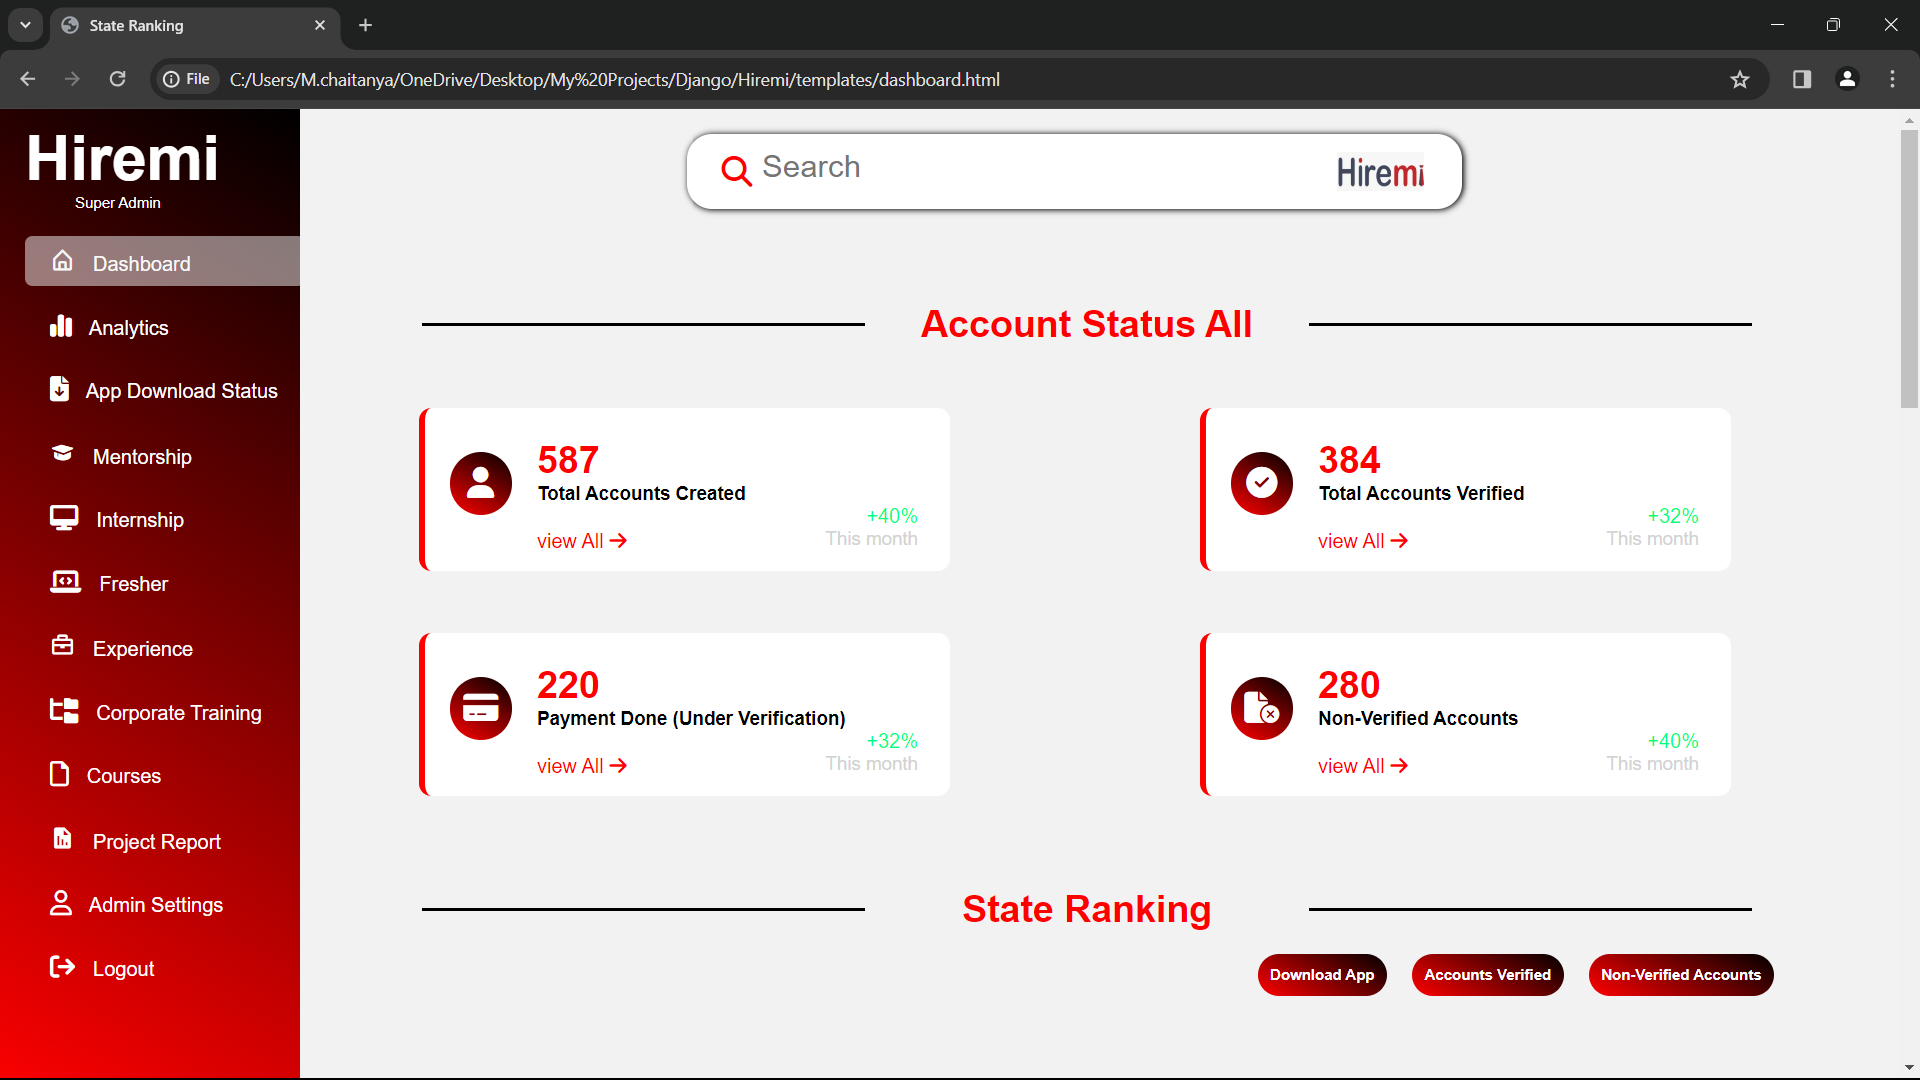 State Ranking
File
C:/Users/M.chaitanya/OneDrive/Desktop/My%20Projects/Django/Hiremi/templates/dashboard.html
Hiremi
Super Admin
Dashboard
Analytics
App Download Status
Mentorship
Internship
Fresher
Experience
Corporate Training
Courses
Project Report
Admin Settings
Logout
Search
Hiremi
Account Status All
587
Total Accounts Created
+40%
view All
This month
384
Total Accounts Verified
+32%
view All
This month
220
Payment Done (Under Verification)
+32%
view All
This month
280
Non-Verified Accounts
+40%
view All
This month
State Ranking
Download App
Accounts Verified
Non-Verified Accounts